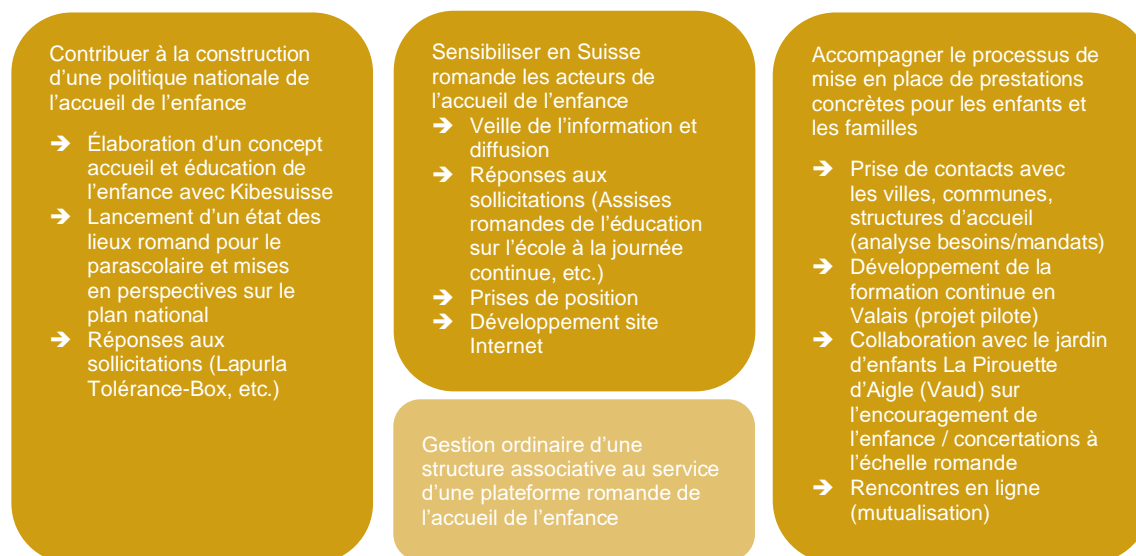 Contribuer à la construction
d'une politique nationale de
l'accueil de l'enfance
➔ Élaboration d'un concept
accueil et éducation de
l'enfance avec Kibesuisse
➔ Lancement d'un état des
lieux romand pour le
parascolaire et mises
en perspectives sur le
plan national
➔ Réponses aux
sollicitations (Lapurla
Tolérance-Box, etc.)
Sensibiliser en Suisse
romande les acteurs de
l'accueil de l'enfance
➔ Veille de l'information et
diffusion
➔ Réponses aux
sollicitations (Assises
romandes de l'éducation
sur l'école à la journée
continue, etc.)
➔ Prises de position
➔ Développement site
Internet
Gestion ordinaire d'une
structure associative au service
d'une plateforme romande de
l'accueil de l'enfance
Accompagner le processus de
mise en place de prestations
concrètes pour les enfants et
les familles
➔ Prise de contacts avec
les villes, communes,
structures d'accueil
(analyse besoins/mandats)
➔ Développement de la
formation continue en
Valais (projet pilote)
➔ Collaboration avec le jardin
d'enfants La Pirouette
d'Aigle (Vaud) sur
l'encouragement de
l'enfance / concertations à
l'échelle romande
➔ Rencontres en ligne
(mutualisation)